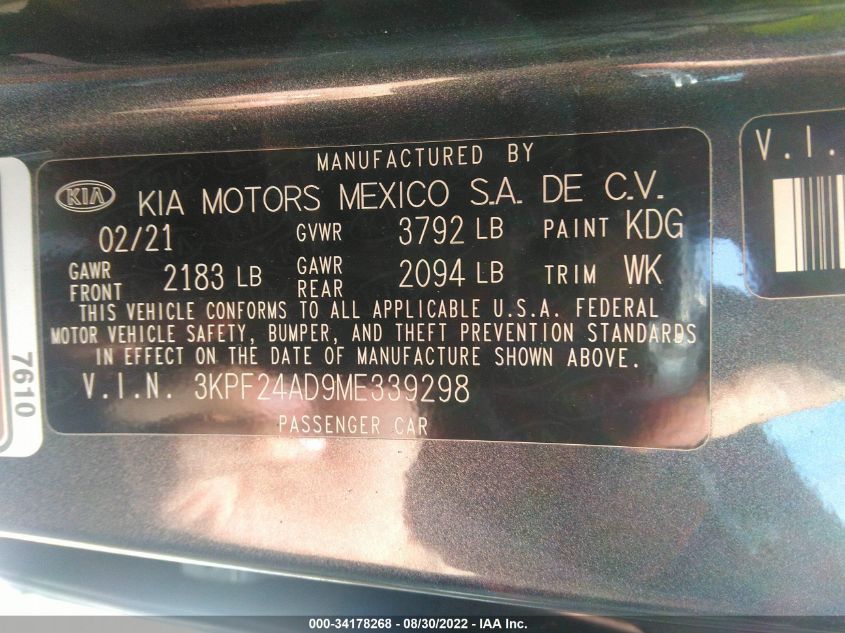 MANUFACTURED BY
KIA KIA MOTORS MEXICO S.A. DE C.V.
02/21 GVWR 3792 LB PAINT KDG
GAWR FRONT 2183 LB GAWR REAR 2094 LB TRIM WK
THIS VEHICLE CONFORMS TO ALL APPLICABLE U.S.A. FEDERAL
MOTOR VEHICLE SAFETY, BUMPER, AND THEFT PREVENTION STANDARDS
IN EFFECT ON THE DATE OF MANUFACTURE SHOWN ABOVE.
V.I.N. 3KPF24AD9ME339298
PASSENGER CAR
V.I.
7610
000-34178268 - 08/30/2022 - IAA Inc.